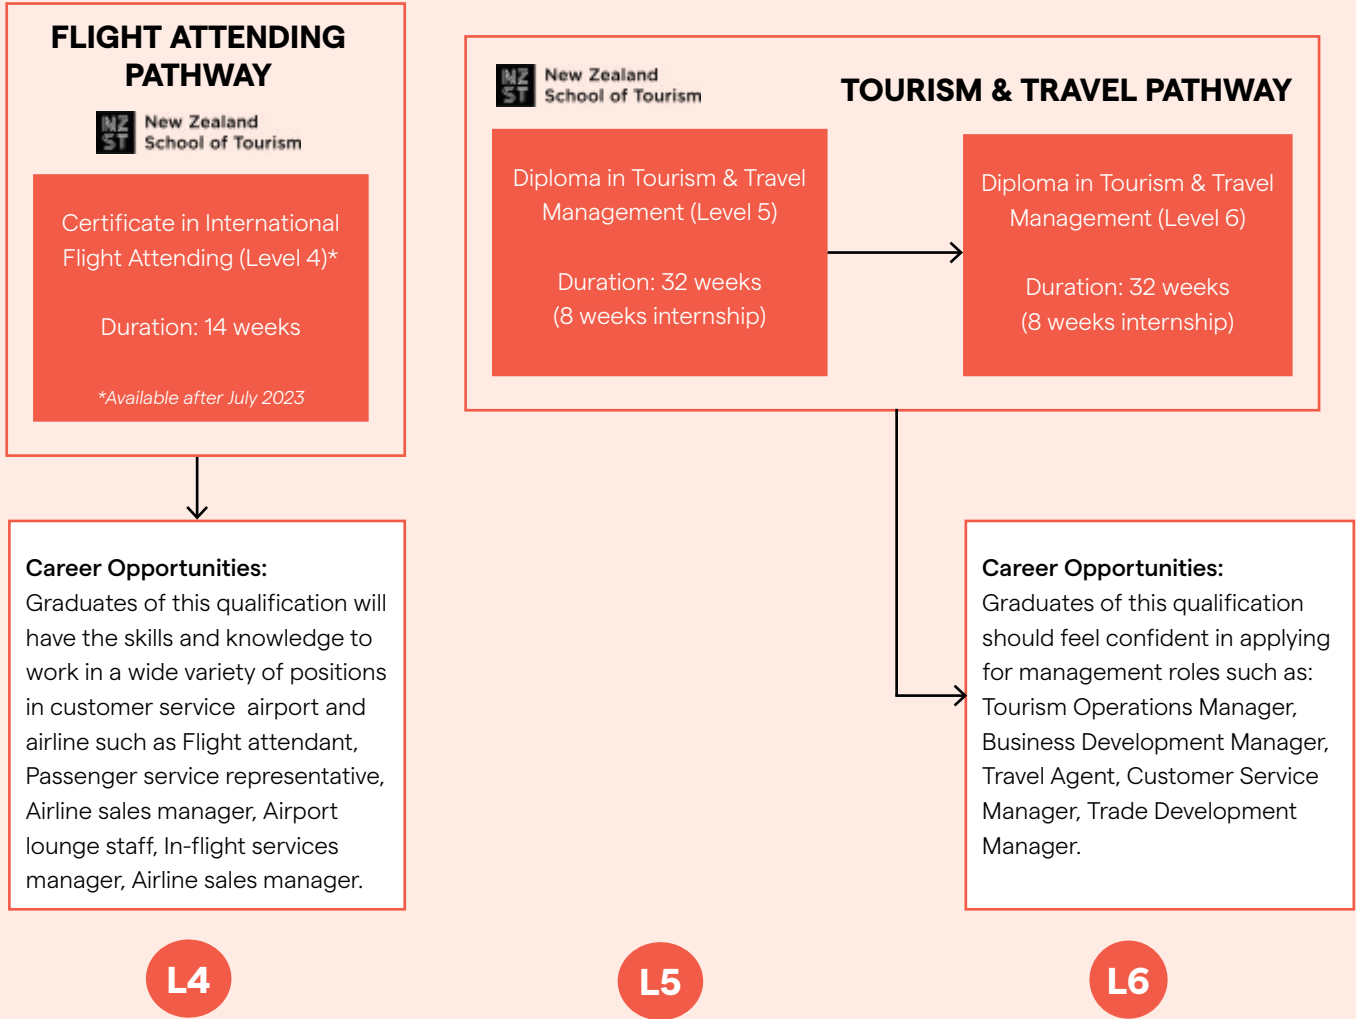 FLIGHT ATTENDING
PATHWAY
NZ
ST
New Zealand
School of Tourism
Certificate in International
Flight Attending (Level 4)*
Duration: 14 weeks
*Available after July 2023
NZ
ST
New Zealand
School of Tourism
TOURISM & TRAVEL PATHWAY
Diploma in Tourism & Travel
Management (Level 5)
Duration: 32 weeks
(8 weeks internship)
Diploma in Tourism & Travel
Management (Level 6)
Duration: 32 weeks
(8 weeks internship)
Career Opportunities:
Graduates of this qualification will
have the skills and knowledge to
work in a wide variety of positions
in customer service  airport and
airline such as Flight attendant,
Passenger service representative,
Airline sales manager, Airport
lounge staff, In-flight services
manager, Airline sales manager.
Career Opportunities:
Graduates of this qualification
should feel confident in applying
for management roles such as:
Tourism Operations Manager,
Business Development Manager,
Travel Agent, Customer Service
Manager, Trade Development
Manager.
L4
L5
L6